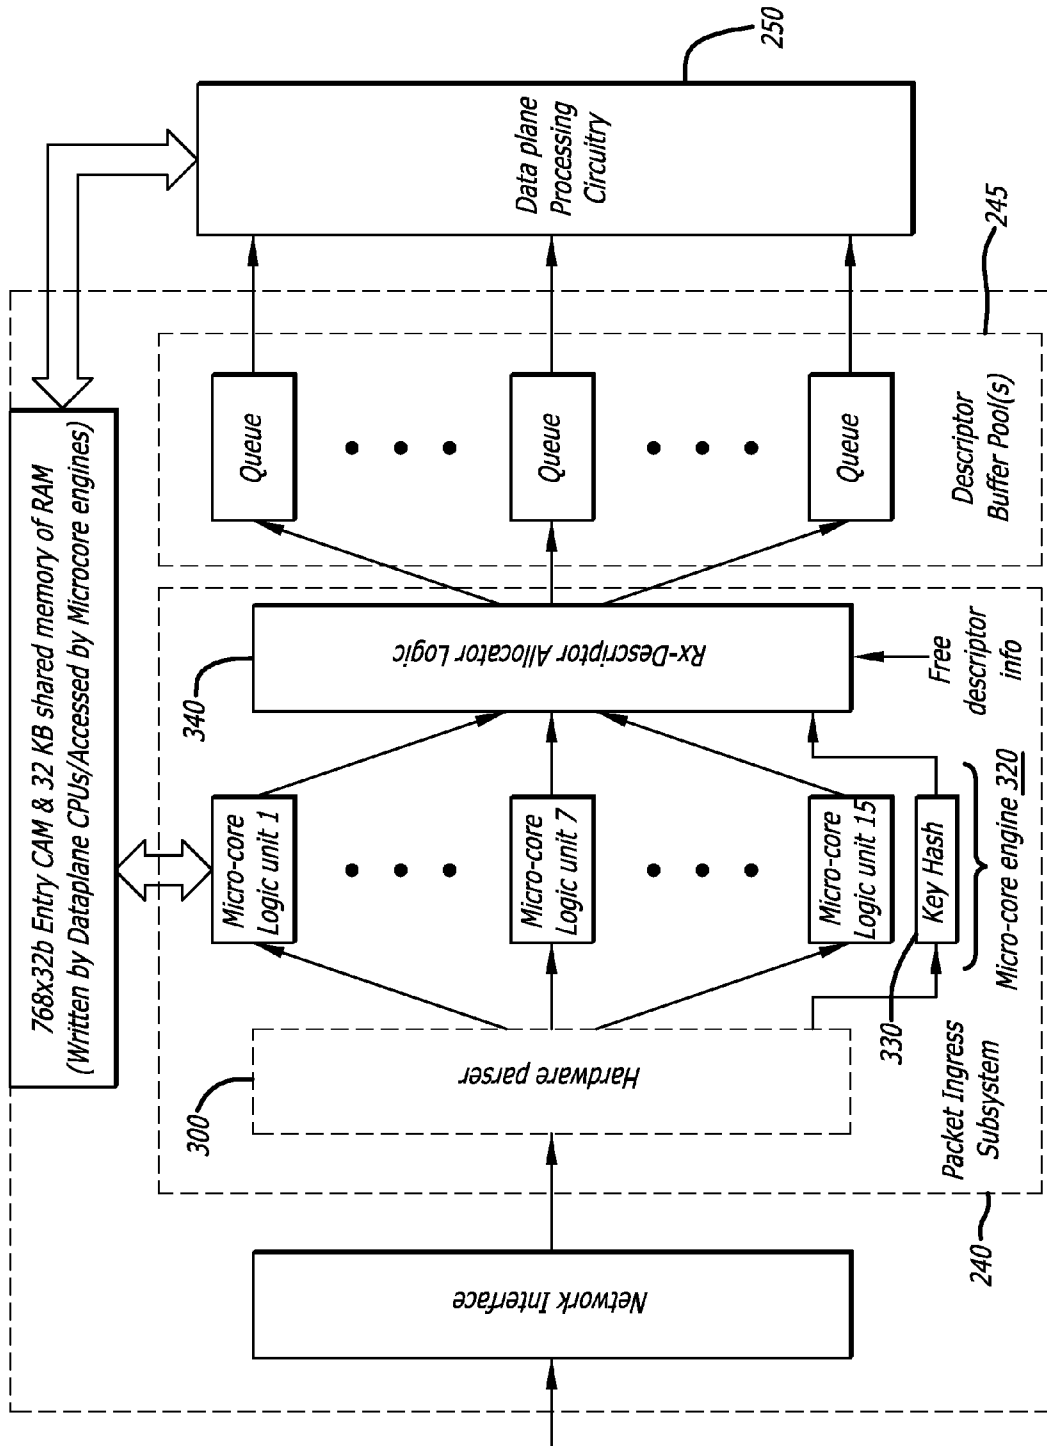 768x32b Entry CAM & 32 KB shared memory of RAM
(Written by Dataplane CPUs/Accessed by Microcore engines)
Network Interface
240
Packet Ingress
Subsystem
300
Hardware parser
Micro-core
Logic unit 1
Micro-core
Logic unit 7
Micro-core
Logic unit 15
330
Key Hash
Micro-core engine 320
340
Rx-Descriptor Allocator Logic
Free
descriptor
info
Queue
Queue
Queue
Descriptor
Buffer Pool(s)
245
Data plane
Processing
Circuitry
250